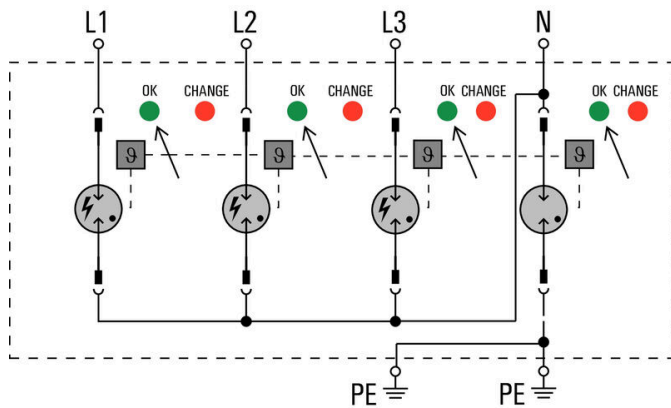 L1 L2 L3 N
OK CHANGE OK CHANGE OK CHANGE OK CHANGE
ϑ ϑ ϑ ϑ
PE PE